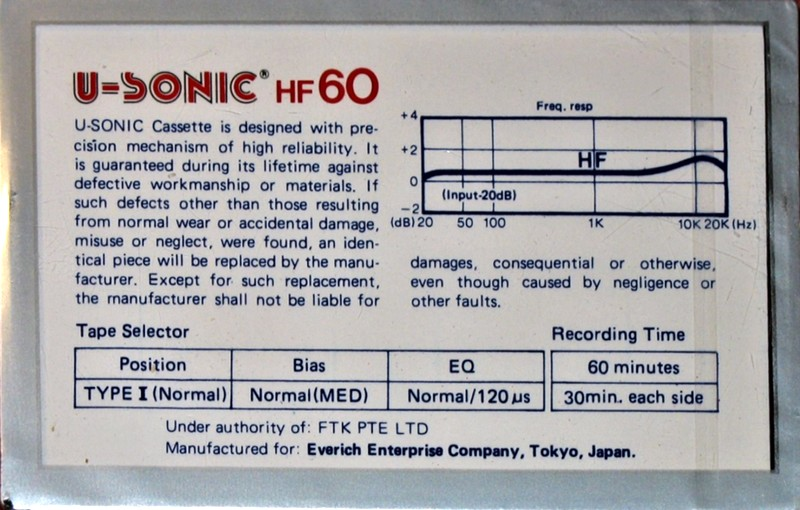 U-SONIC® HF60
U-SONIC Cassette is designed with pre-
cision mechanism of high reliability. It
is guaranteed during its lifetime against
defective workmanship or materials. If
such defects other than those resulting
from normal wear or accidental damage,
misuse or neglect, were found, an iden-
tical piece will be replaced by the manu-
facturer. Except for such replacement,
the manufacturer shall not be liable for
Freq. resp
+4
+2
HF
0
(Input-20dB)
-2
(dB) 20 50 100 1K 10K 20K (Hz)
damages, consequential or otherwise,
even though caused by negligence or
other faults.
Tape Selector
Position Bias EQ
TYPE I (Normal) Normal(MED) Normal/120 μs
Recording Time
60 minutes
30min. each side
Under authority of: FTK PTE LTD
Manufactured for: Everich Enterprise Company, Tokyo, Japan.